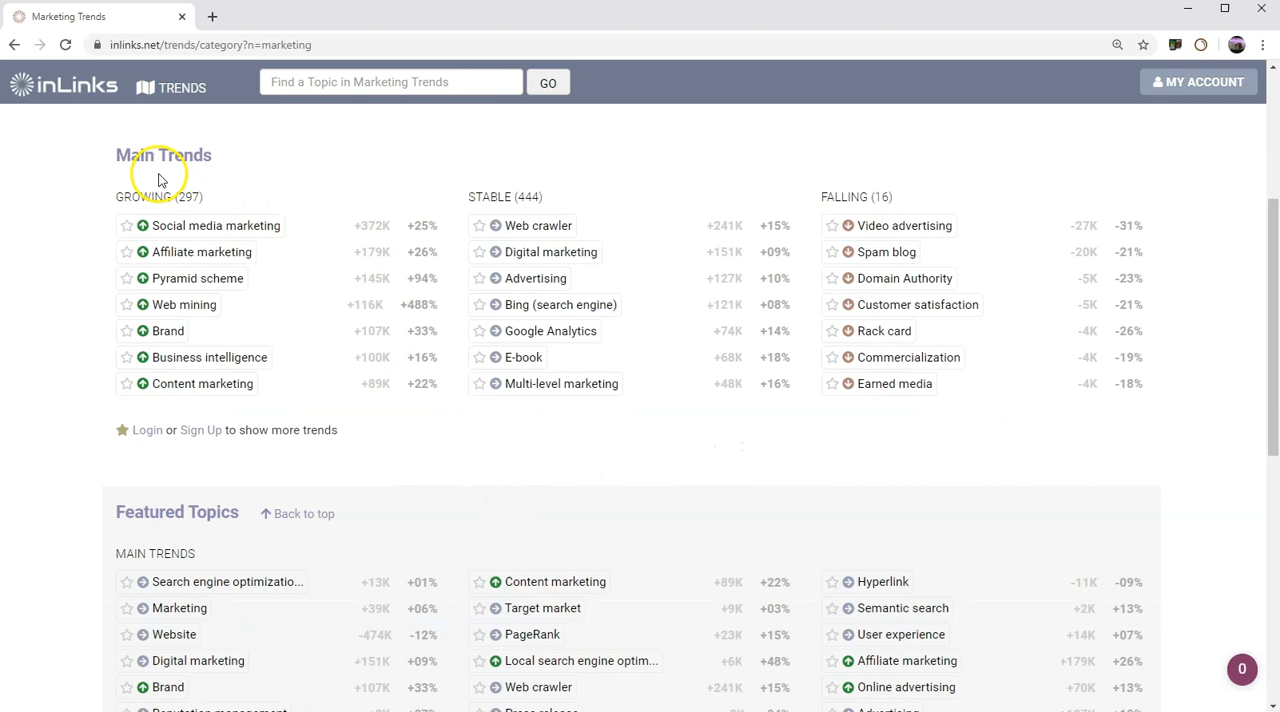 Marketing Trends
inlinks.net/trends/category?n=marketing
inLinks TRENDS Find a Topic in Marketing Trends GO MY ACCOUNT
Main Trends
GROWING (297) STABLE (444) FALLING (16)
Social media marketing +372K +25% Web crawler +241K +15% Video advertising -27K -31%
Affiliate marketing +179K +26% Digital marketing +151K +09% Spam blog -20K -21%
Pyramid scheme +145K +94% Advertising +127K +10% Domain Authority -5K -23%
Web mining +116K +488% Bing (search engine) +121K +08% Customer satisfaction -5K -21%
Brand +107K +33% Google Analytics +74K +14% Rack card -4K -26%
Business intelligence +100K +16% E-book +68K +18% Commercialization -4K -19%
Content marketing +89K +22% Multi-level marketing +48K +16% Earned media -4K -18%
Login or Sign Up to show more trends
Featured Topics Back to top
MAIN TRENDS
Search engine optimizatio... +13K +01% Content marketing +89K +22% Hyperlink -11K -09%
Marketing +39K +06% Target market +9K +03% Semantic search +2K +13%
Website -474K -12% PageRank +23K +15% User experience +14K +07%
Digital marketing +151K +09% Local search engine optim... +6K +48% Affiliate marketing +179K +26%
Brand +107K +33% Web crawler +241K +15% Online advertising +70K +13%
0